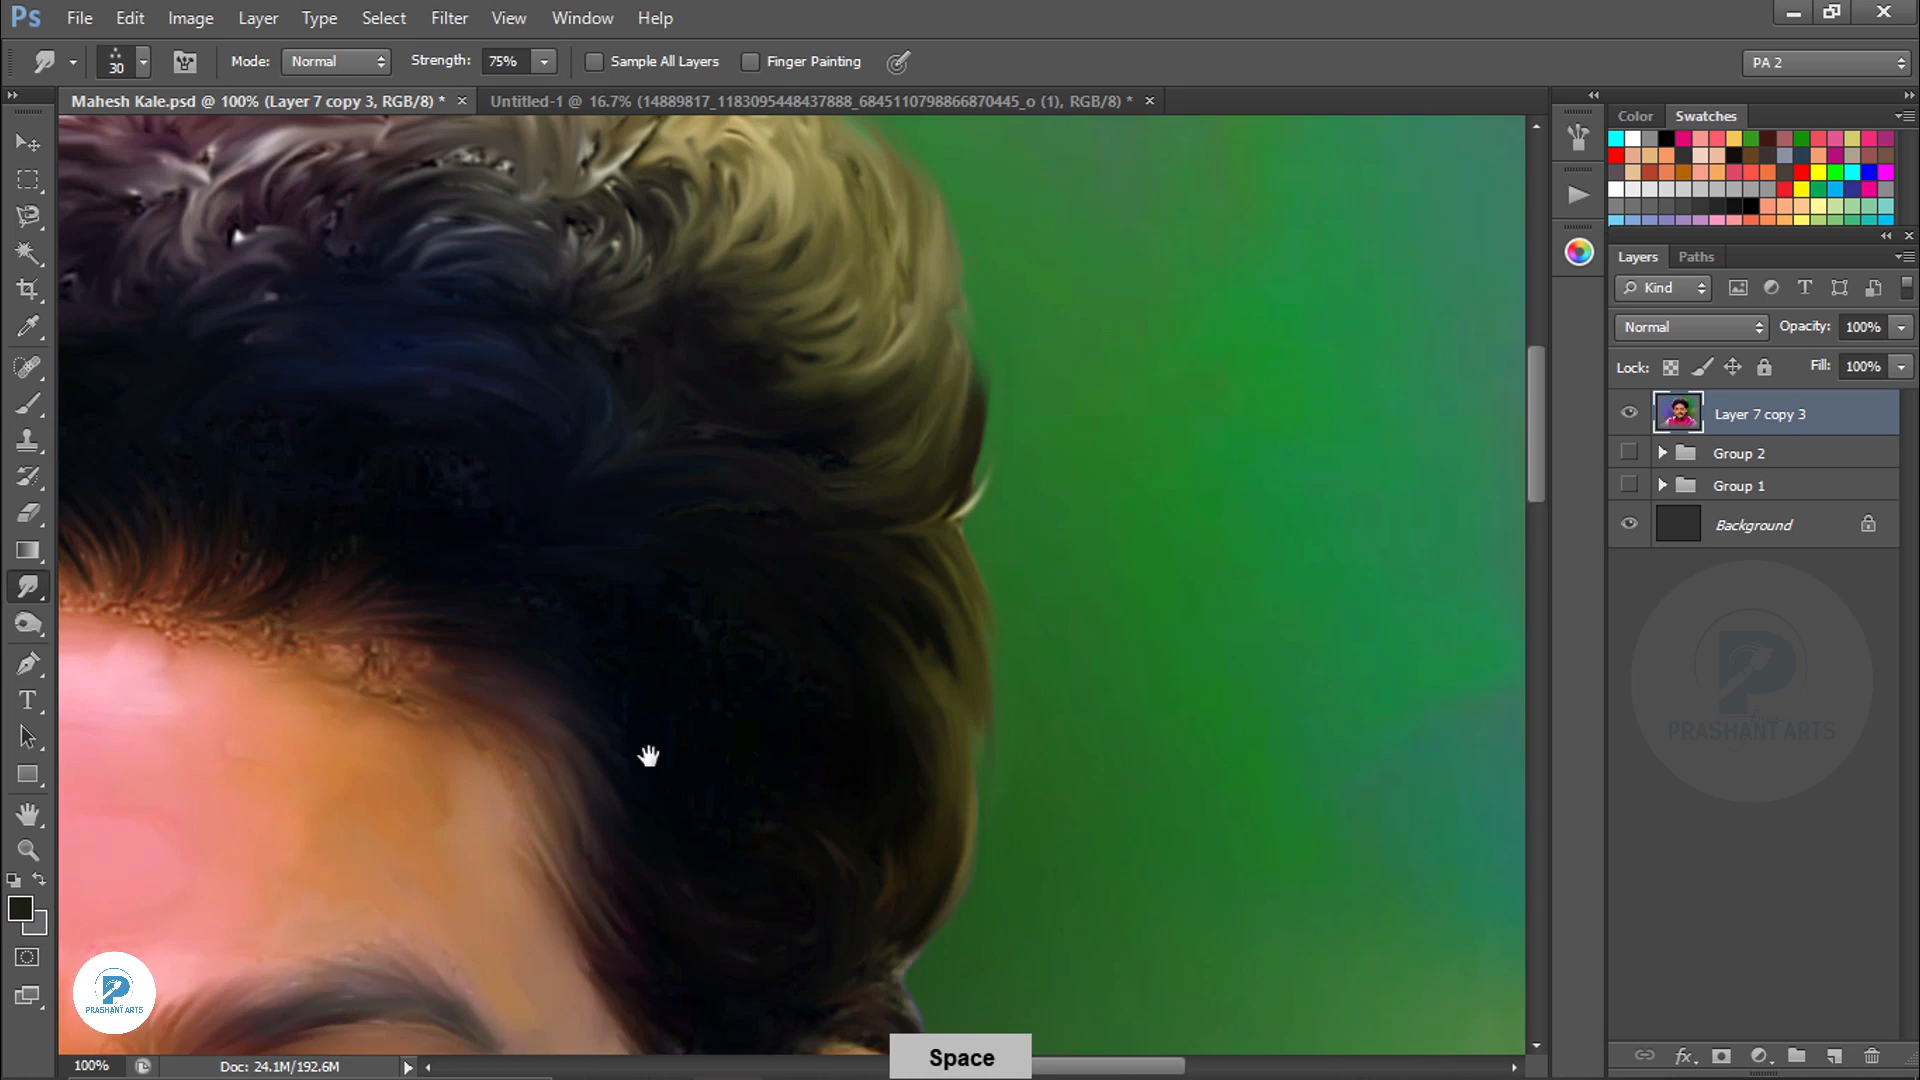 Ps File Edit Image Layer Type Select Filter View Window Help
30 Mode: Normal Strength: 75% Sample All Layers Finger Painting PA 2
Mahesh Kale.psd @ 100% (Layer 7 copy 3, RGB/8) * Untitled-1 @ 16.7% (14889817_1183095448437888_6845110798866870445_o (1), RGB/8) *
Color Swatches
Layers Paths
Kind
Normal Opacity: 100%
Lock: Fill: 100%
Layer 7 copy 3
Group 2
Group 1
Background
PRASHANT ARTS
PRASHANT ARTS
100% Doc: 24.1M/192.6M
Space